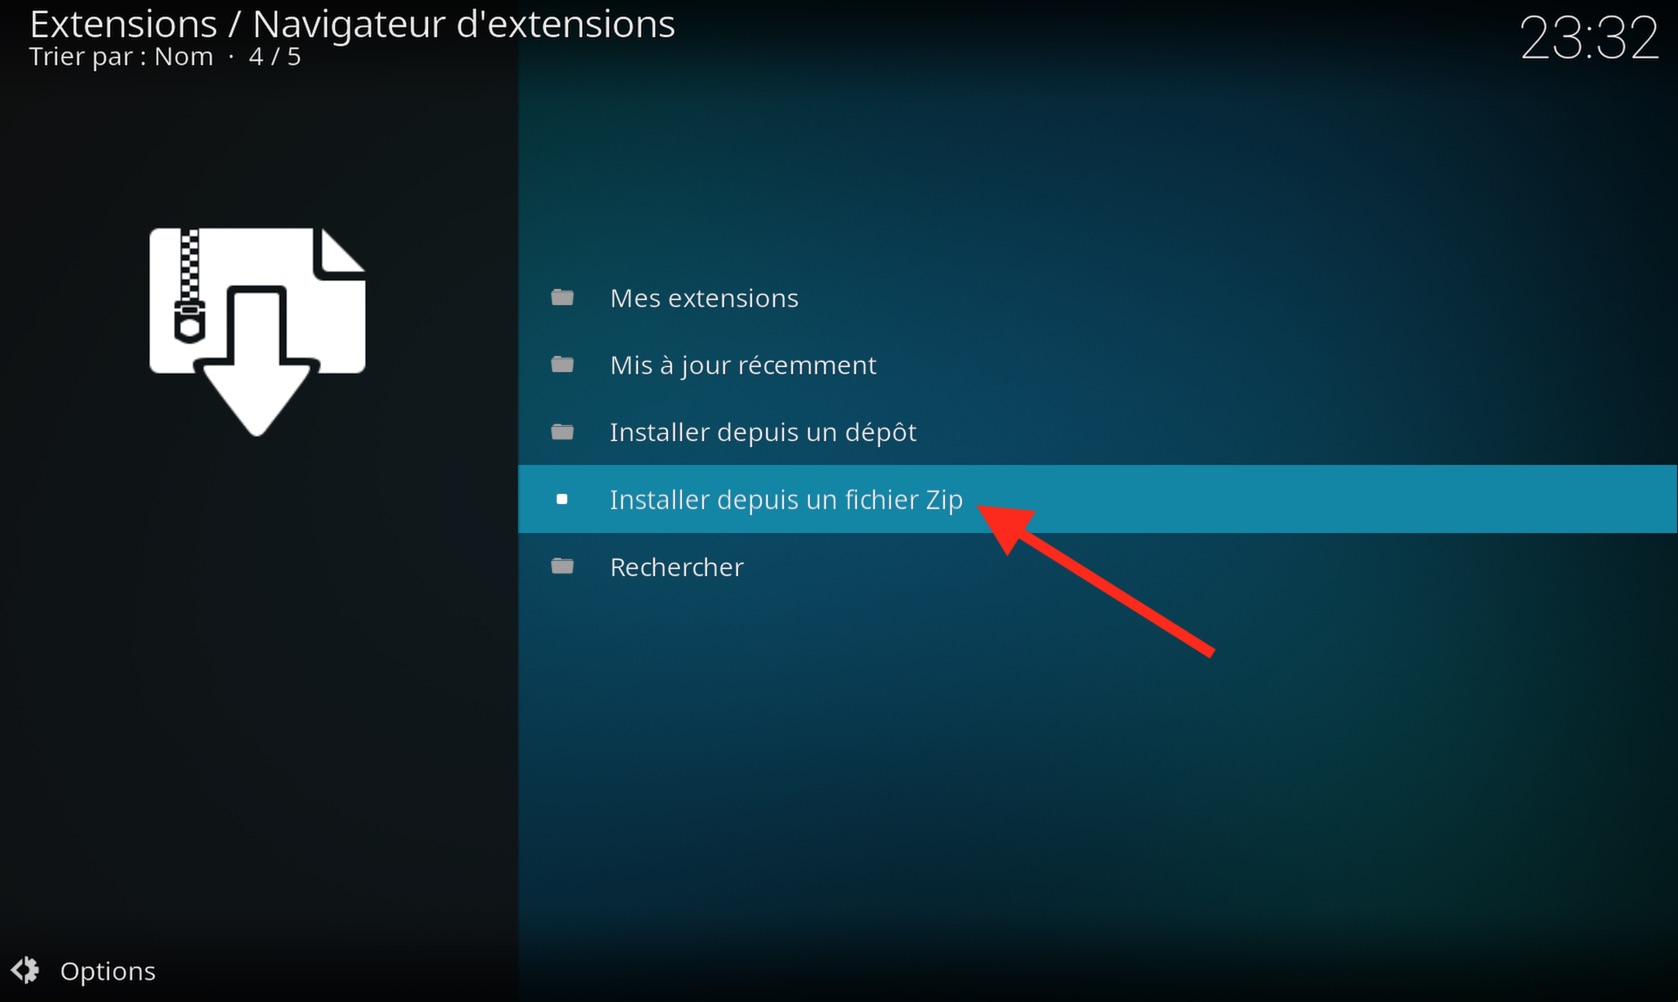 Extensions / Navigateur d'extensions
Trier par : Nom · 4 / 5
23:32
Mes extensions
Mis à jour récemment
Installer depuis un dépôt
Installer depuis un fichier Zip
Rechercher
Options